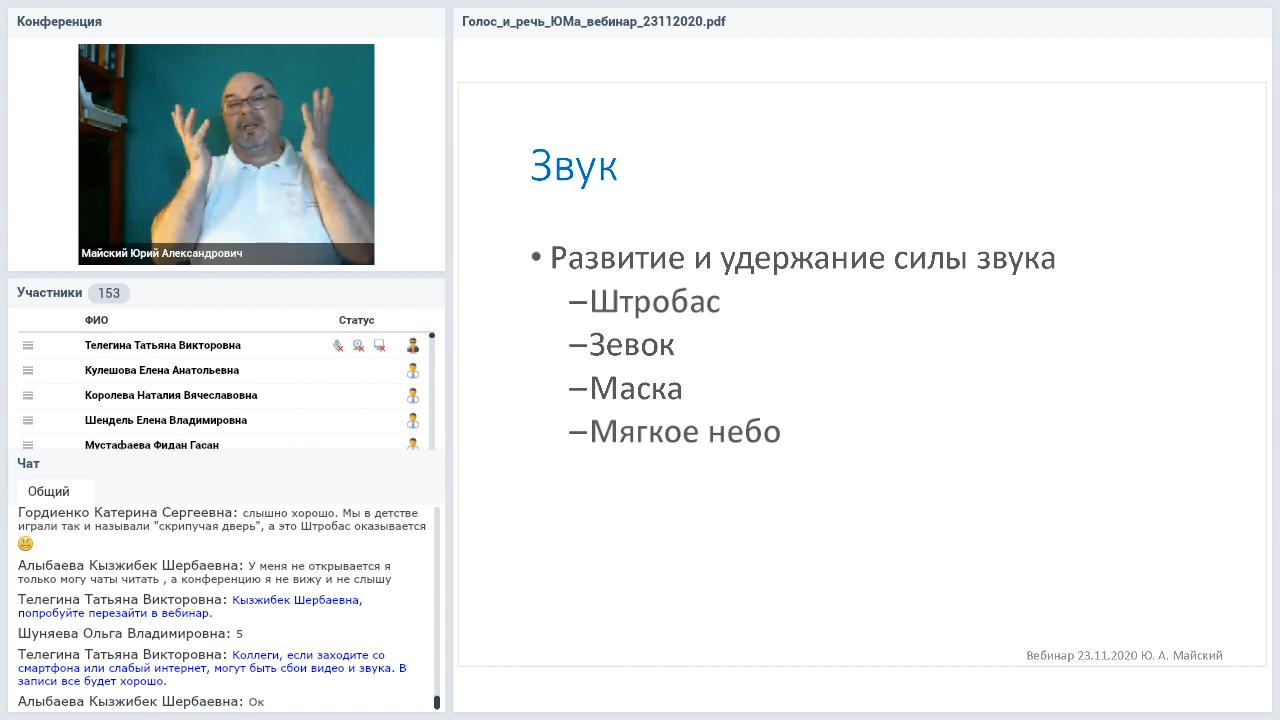 Конференция
Майский Юрий Александрович
Участники 153
ФИО Статус
Телегина Татьяна Викторовна
Кулешова Елена Анатольевна
Королева Наталия Вячеславовна
Шендель Елена Владимировна
Мустафаева Фидан Гасан
Чат
Общий
Гордиенко Катерина Сергеевна: слышно хорошо. Мы в детстве
играли так и называли "скрипучая дверь", а это Штробас оказывается
Алыбаева Кызжибек Шербаевна: У меня не открывается я
только могу чаты читать , а конференцию я не вижу и не слышу
Телегина Татьяна Викторовна: Кызжибек Шербаевна,
попробуйте перезайти в вебинар.
Шуняева Ольга Владимировна: 5
Телегина Татьяна Викторовна: Коллеги, если заходите со
смартфона или слабый интернет, могут быть сбои видео и звука. В
записи все будет хорошо.
Алыбаева Кызжибек Шербаевна: Ок
Голос_и_речь_ЮМа_вебинар_23112020.pdf
Звук
• Развитие и удержание силы звука
–Штробас
–Зевок
–Маска
–Мягкое небо
Вебинар 23.11.2020 Ю. А. Майский